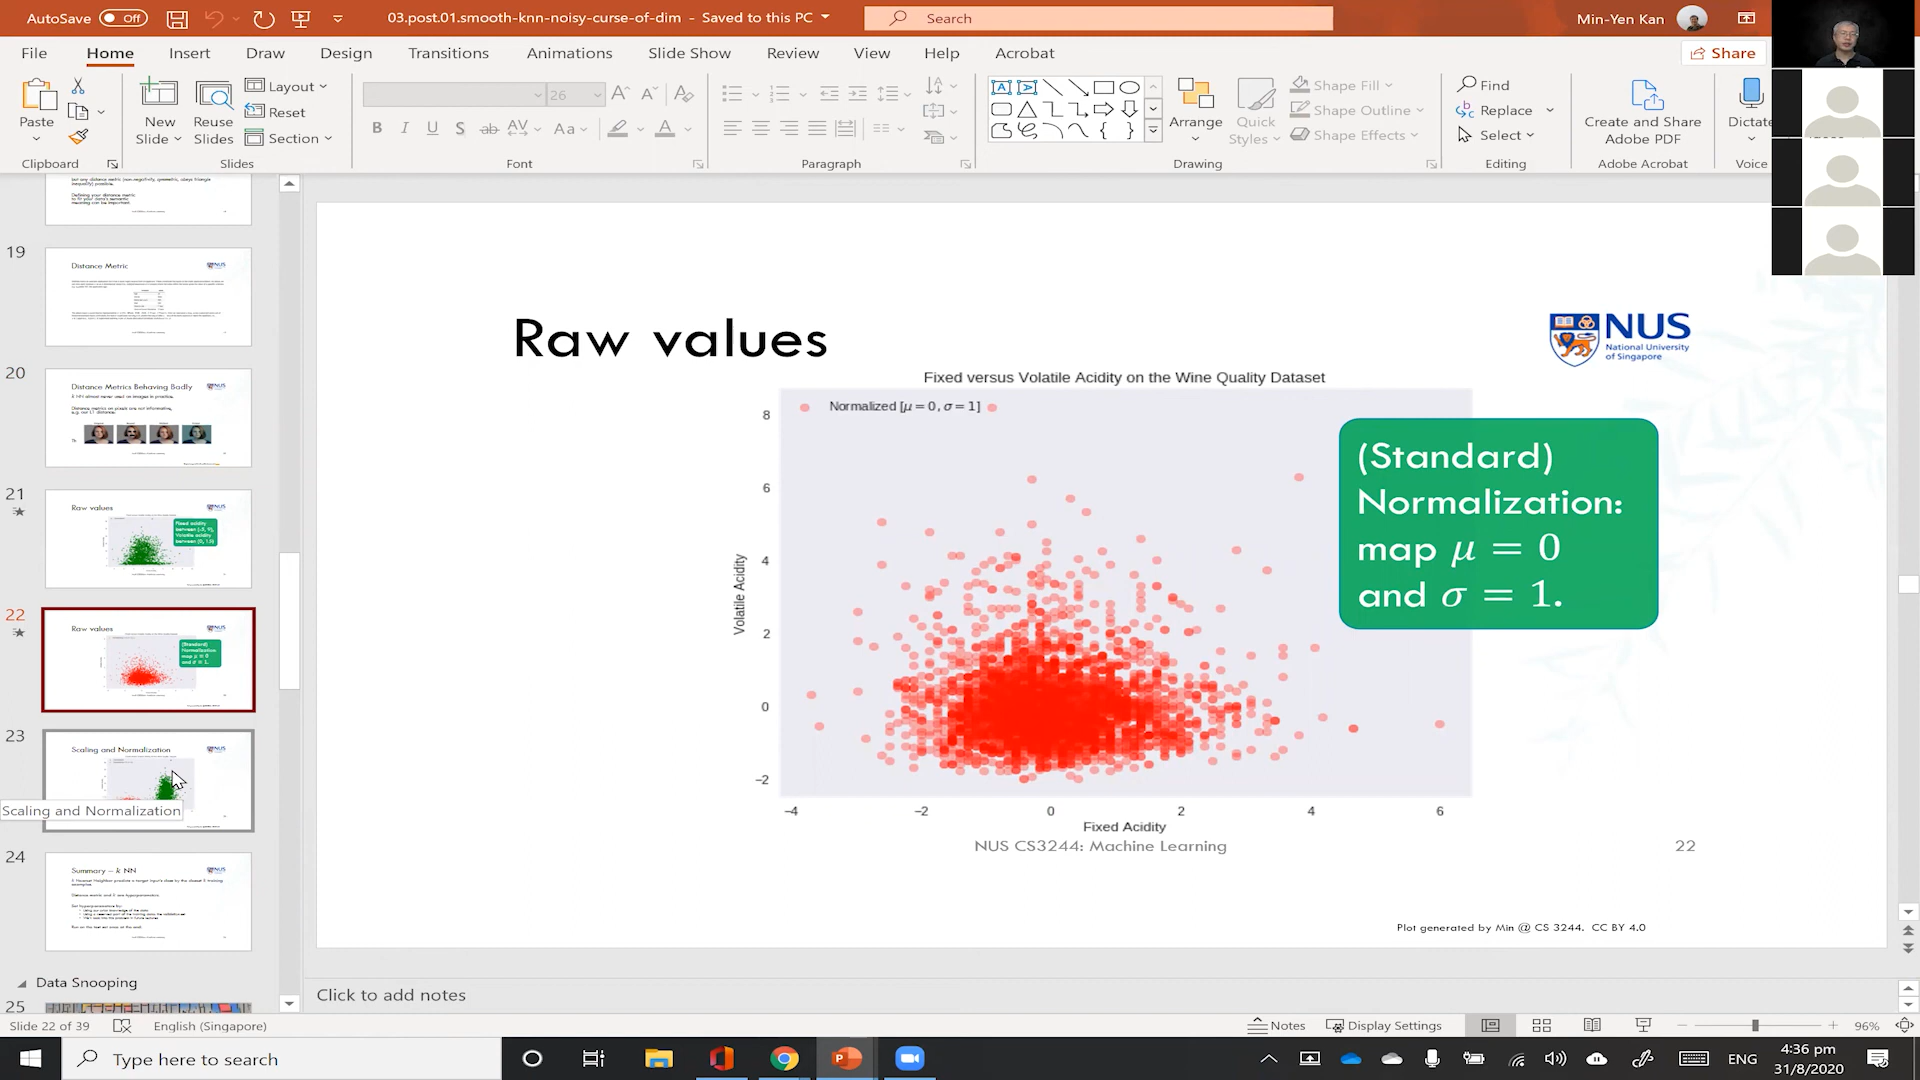 AutoSave Off
03.post.01.smooth-knn-noisy-curse-of-dim - Saved to this PC
Search
Min-Yen Kan
File Home Insert Draw Design Transitions Animations Slide Show Review View Help Acrobat
Share
Paste
New Slide
Reuse Slides
Layout
Reset
Section
26
Arrange
Quick Styles
Shape Fill
Shape Outline
Shape Effects
Find
Replace
Select
Create and Share Adobe PDF
Dictate
Clipboard
Slides
Font
Paragraph
Drawing
Editing
Adobe Acrobat
Voice
19
Distance Metric
20
Distance Metrics Behaving Badly
21
Raw values
Fixed acidity
22
Raw values
(Standard)
Normalization:
map μ = 0
and σ = 1.
23
Scaling and Normalization
Scaling and Normalization
24
Summary – k NN
Data Snooping
25
Raw values
NUS
National University
of Singapore
Fixed versus Volatile Acidity on the Wine Quality Dataset
Normalized [μ = 0, σ = 1]
8
6
4
2
0
−2
Volatile Acidity
−4 −2 0 2 4 6
Fixed Acidity
(Standard)
Normalization:
map μ = 0
and σ = 1.
NUS CS3244: Machine Learning
22
Plot generated by Min @ CS 3244. CC BY 4.0
Click to add notes
Slide 22 of 39
English (Singapore)
Notes
Display Settings
96%
Type here to search
ENG
4:36 pm
31/8/2020